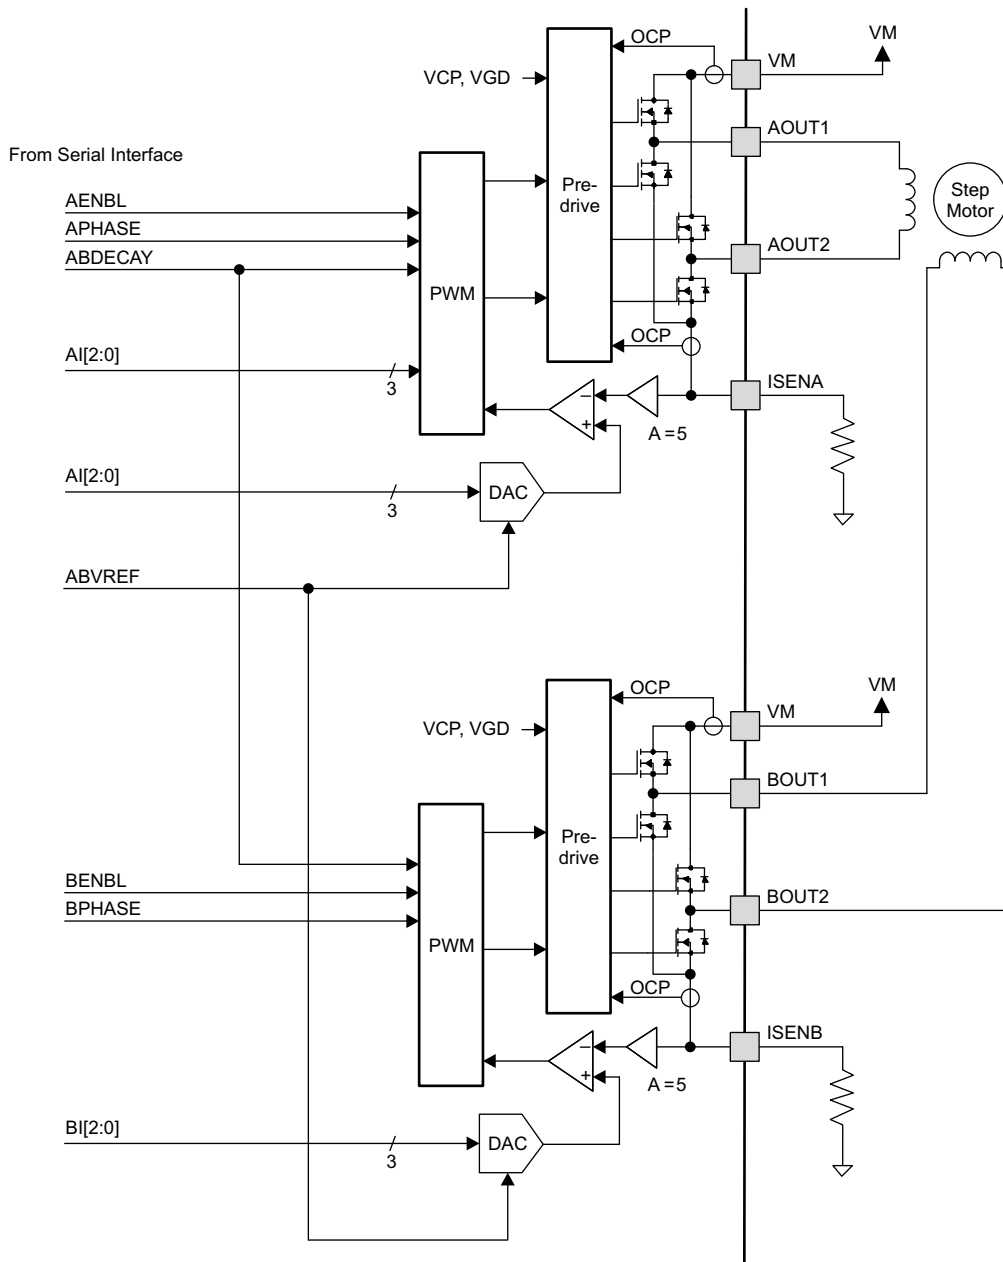 OCP
VM
VM
VCP, VGD
AOUT1
From Serial Interface
Pre-
drive
Step
Motor
AENBL
APHASE
ABDECAY
AOUT2
PWM
OCP
AI[2:0]
3
ISENA
–
+
A = 5
AI[2:0]
3
DAC
ABVREF
OCP
VM
VM
VCP, VGD
BOUT1
Pre-
drive
BENBL
BPHASE
BOUT2
PWM
OCP
ISENB
–
+
A = 5
BI[2:0]
3
DAC